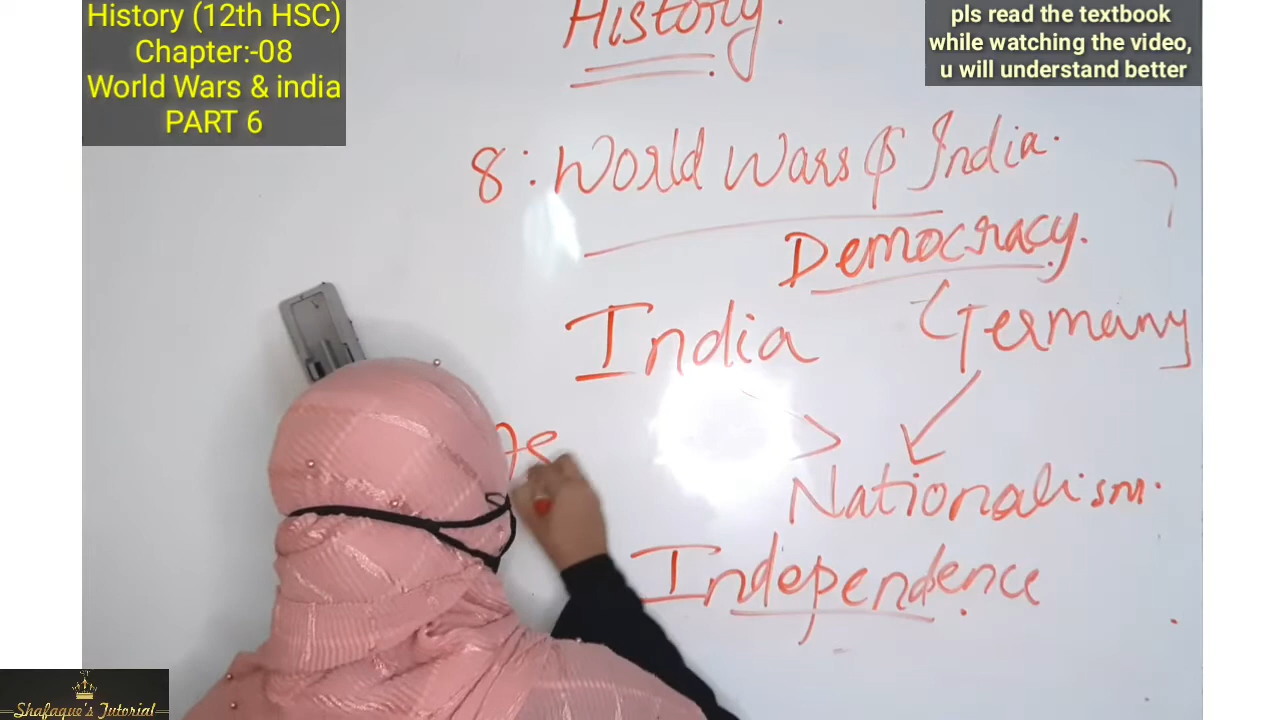 History (12th HSC)
Chapter:-08
World Wars & india
PART 6
pls read the textbook
while watching the video,
u will understand better
History.
8: World Wars & India.
Democracy.
India Germany
Nationalism.
Independence
Shafaque's Tutorial